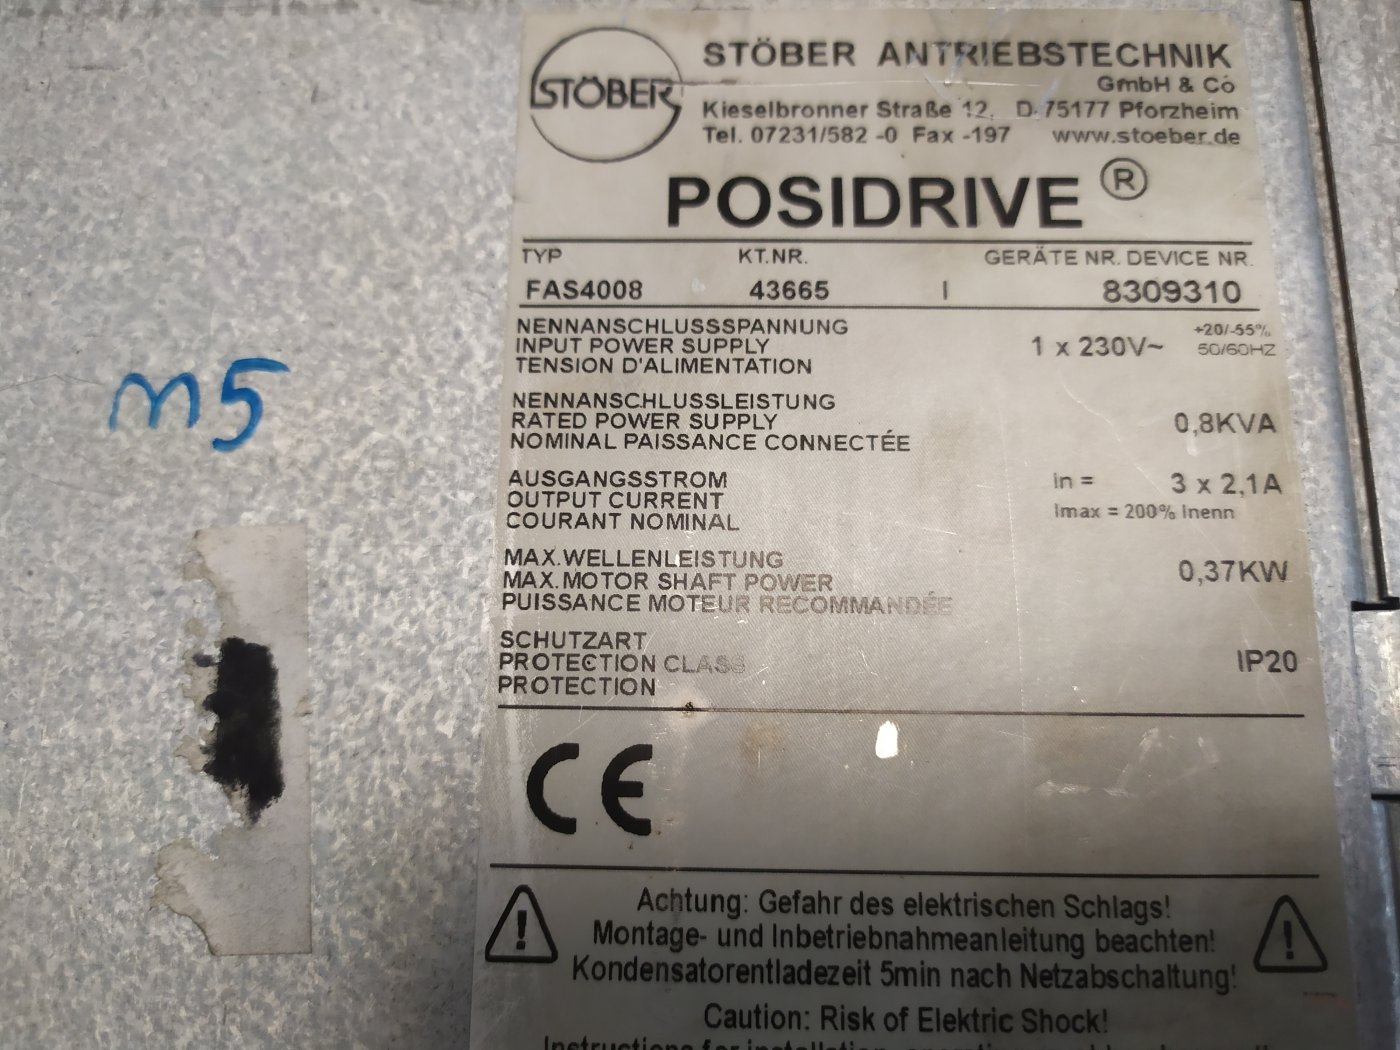 STÖBER
STÖBER ANTRIEBSTECHNIK
GmbH & Co
Kieselbronner Straße 12, D-75177 Pforzheim
Tel. 07231/582 -0 Fax -197 www.stoeber.de
POSIDRIVE ®
TYP KT.NR. GERÄTE NR. DEVICE NR.
FAS4008 43665 I 8309310
NENNANSCHLUSSSPANNUNG
INPUT POWER SUPPLY
TENSION D'ALIMENTATION
1 x 230V~ +20/-55%
50/60HZ
NENNANSCHLUSSLEISTUNG
RATED POWER SUPPLY
NOMINAL PAISSANCE CONNECTÉE
0,8KVA
AUSGANGSSTROM
OUTPUT CURRENT
COURANT NOMINAL
In = 3 x 2,1A
Imax = 200% Inenn
MAX.WELLENLEISTUNG
MAX.MOTOR SHAFT POWER
PUISSANCE MOTEUR RECOMMANDÉE
0,37KW
SCHUTZART
PROTECTION CLASS
PROTECTION
IP20
CE
Achtung: Gefahr des elektrischen Schlags!
Montage- und Inbetriebnahmeanleitung beachten!
Kondensatorentladezeit 5min nach Netzabschaltung!
Caution: Risk of Elektric Shock!
Instructions for installation,
m5